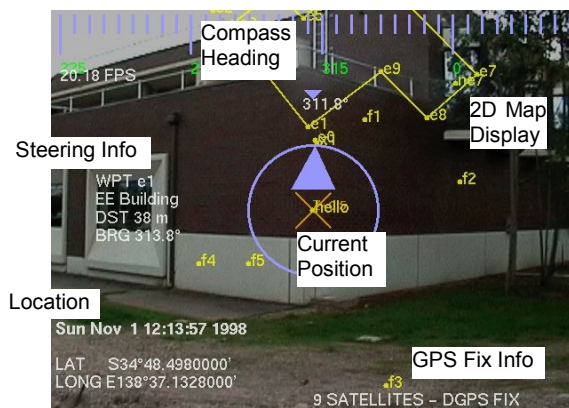 e5
Compass
Heading
225
315
0
20.18 FPS
e9
e7
ne7
311.8°
e1
f1
e8
2D Map
Display
Steering Info
f2
WPT e1
EE Building
DST 38 m
BRG 313.8°
hello
Current
Position
f4
f5
Location
Sun Nov 1 12:13:57 1998
LAT S34°48.4980000'
LONG E138°37.1328000'
GPS Fix Info
f3
9 SATELLITES - DGPS FIX